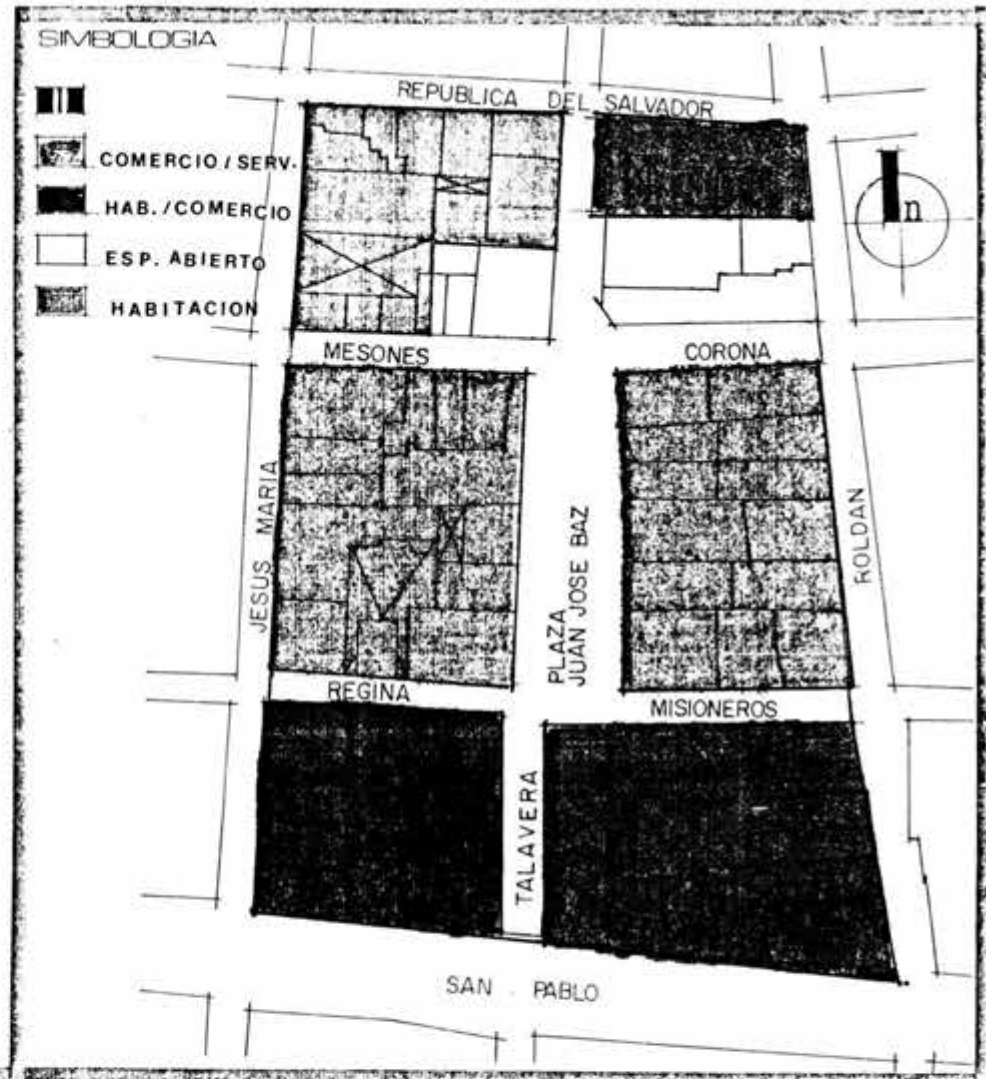 SIMBOLOGIA
COMERCIO / SERV.
HAB. / COMERCIO
ESP. ABIERTO
HABITACION
REPUBLICA DEL SALVADOR
n
MESONES
CORONA
JESUS MARIA
PLAZA
JUAN JOSE BAZ
ROLDAN
REGINA
MISIONEROS
TALAVERA
SAN PABLO